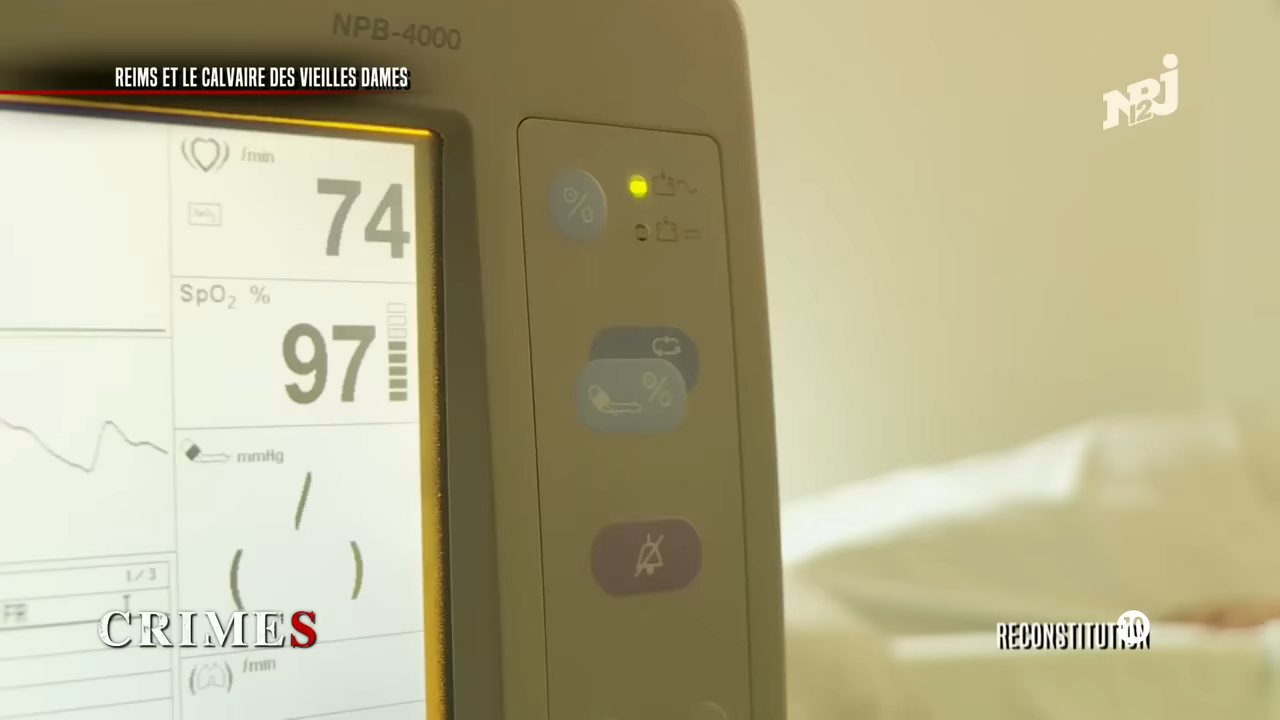 NPB-4000
REIMS ET LE CALVAIRE DES VIEILLES DAMES
NRJ
12
/min
74
SpO₂ %
97
mmHg
/
( )
1/3
FR
CRIMES
/min
RECONSTITUTION
10
%
%